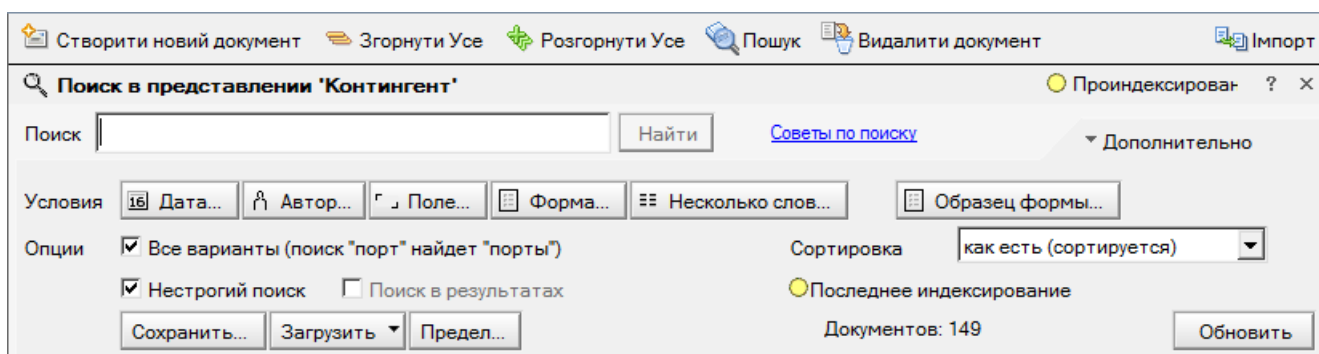 Створити новий документ Згорнути Усе Розгорнути Усе Пошук Видалити документ Імпорт
Поиск в представлении 'Контингент' Проиндексирован ? ×
Поиск Найти Советы по поиску Дополнительно
Условия 16 Дата... Автор... Поле... Форма... Несколько слов... Образец формы...
Опции Все варианты (поиск "порт" найдет "порты") Сортировка как есть (сортируется)
Нестрогий поиск Поиск в результатах Последнее индексирование
Сохранить... Загрузить Предел... Документов: 149 Обновить